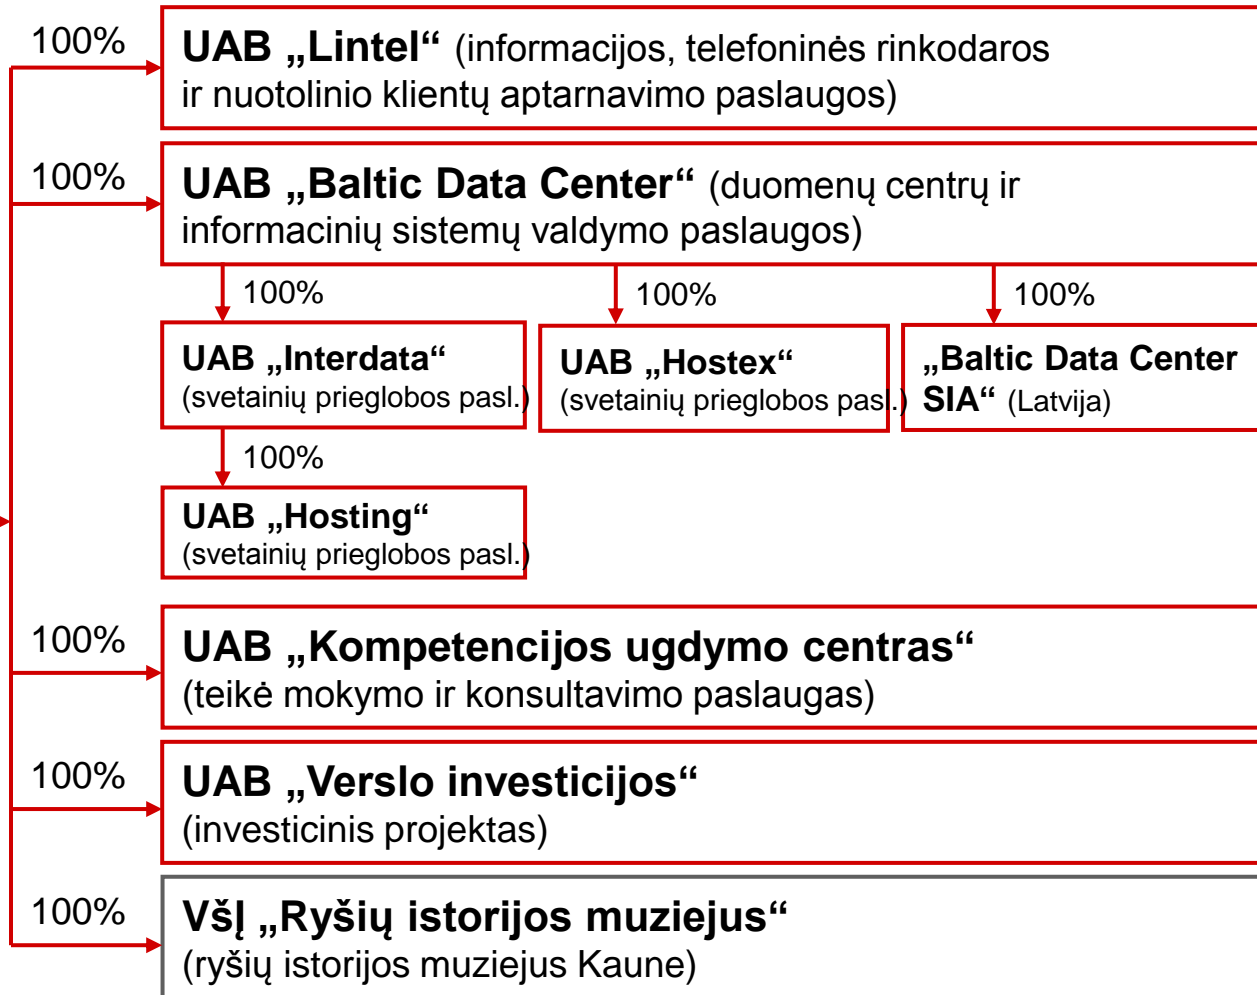 100%
UAB „Lintel“ (informacijos, telefoninės rinkodaros
ir nuotolinio klientų aptarnavimo paslaugos)
100%
UAB „Baltic Data Center“ (duomenų centrų ir
informacinių sistemų valdymo paslaugos)
100%
100%
100%
UAB „Interdata“
(svetainių prieglobos pasl.)
UAB „Hostex“
(svetainių prieglobos pasl.)
„Baltic Data Center
SIA“ (Latvija)
100%
UAB „Hosting“
(svetainių prieglobos pasl.)
100%
UAB „Kompetencijos ugdymo centras“
(teikė mokymo ir konsultavimo paslaugas)
100%
UAB „Verslo investicijos“
(investicinis projektas)
100%
VšĮ „Ryšių istorijos muziejus“
(ryšių istorijos muziejus Kaune)